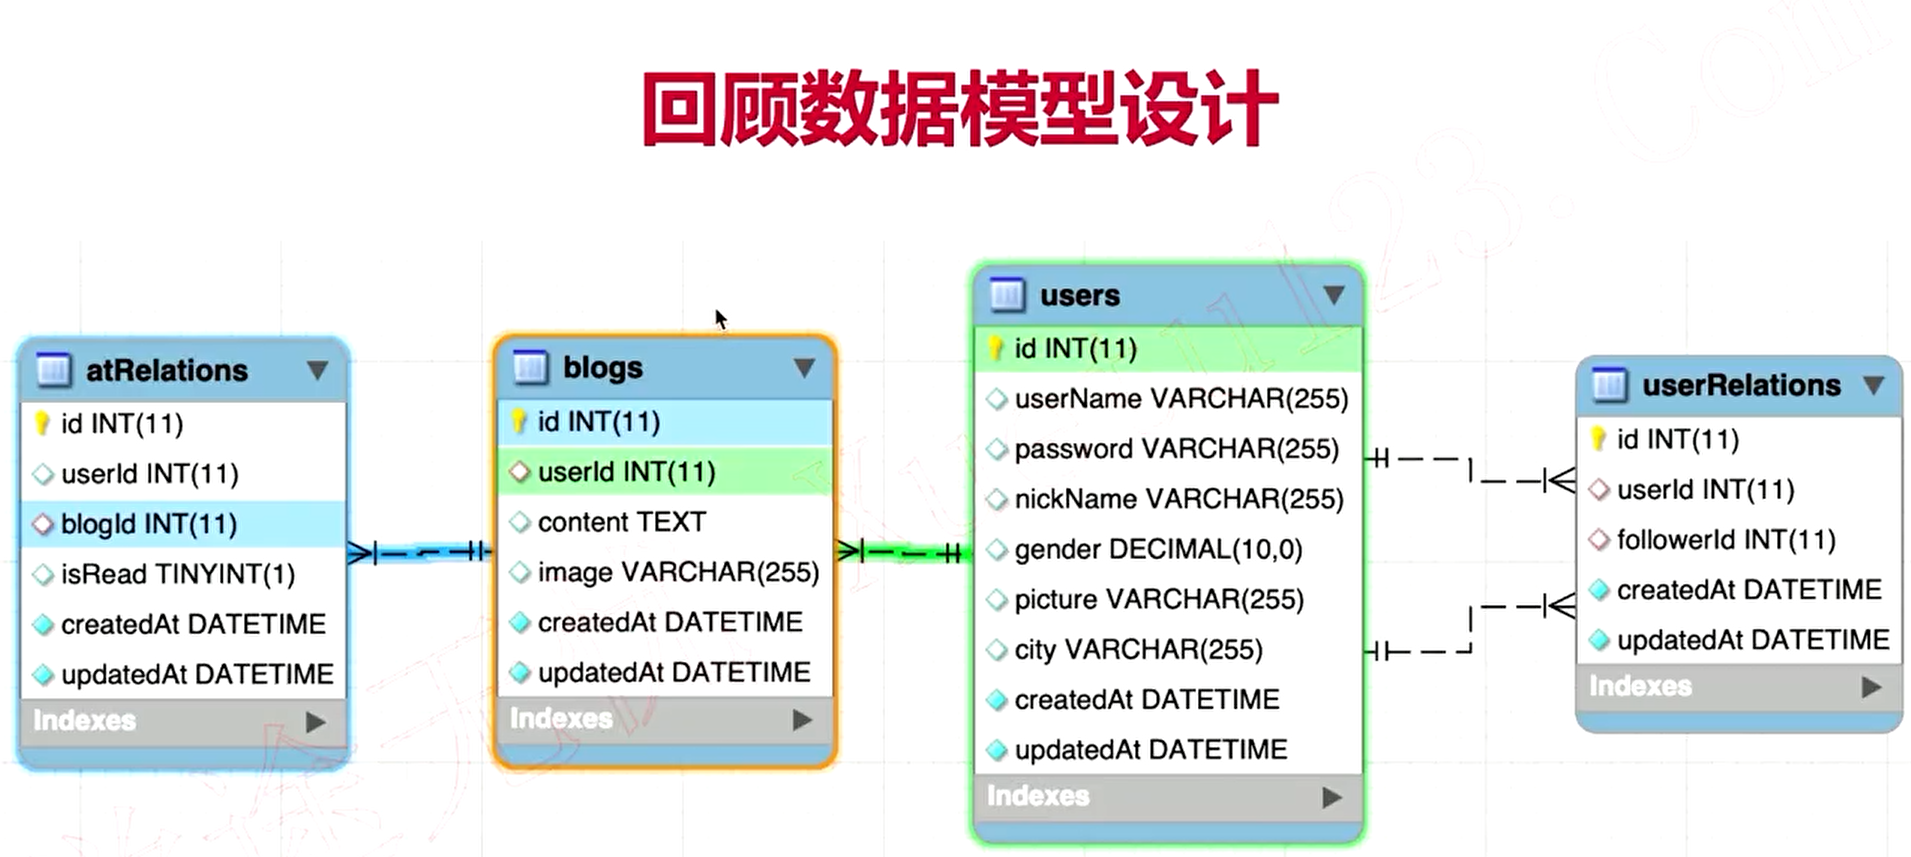 回顾数据模型设计
atRelations
id INT(11)
userId INT(11)
blogId INT(11)
isRead TINYINT(1)
createdAt DATETIME
updatedAt DATETIME
Indexes
blogs
id INT(11)
userId INT(11)
content TEXT
image VARCHAR(255)
createdAt DATETIME
updatedAt DATETIME
Indexes
users
id INT(11)
userName VARCHAR(255)
password VARCHAR(255)
nickName VARCHAR(255)
gender DECIMAL(10,0)
picture VARCHAR(255)
city VARCHAR(255)
createdAt DATETIME
updatedAt DATETIME
Indexes
userRelations
id INT(11)
userId INT(11)
followerId INT(11)
createdAt DATETIME
updatedAt DATETIME
Indexes